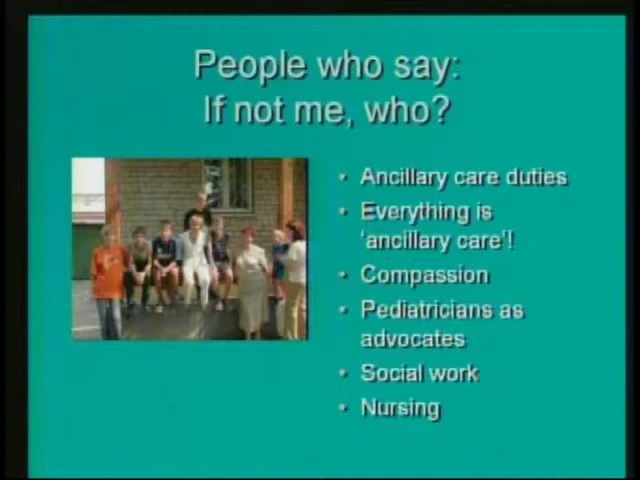 People who say:
If not me, who?
• Ancillary care duties
• Everything is
'ancillary care'!
• Compassion
• Pediatricians as
advocates
• Social work
• Nursing